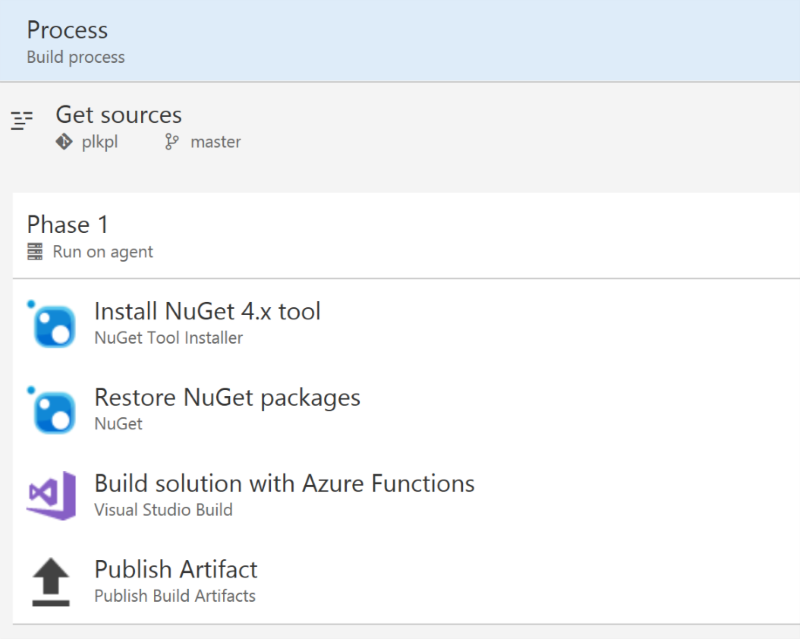 Process
Build process
Get sources
plkpl master
Phase 1
Run on agent
Install NuGet 4.x tool
NuGet Tool Installer
Restore NuGet packages
NuGet
Build solution with Azure Functions
Visual Studio Build
Publish Artifact
Publish Build Artifacts